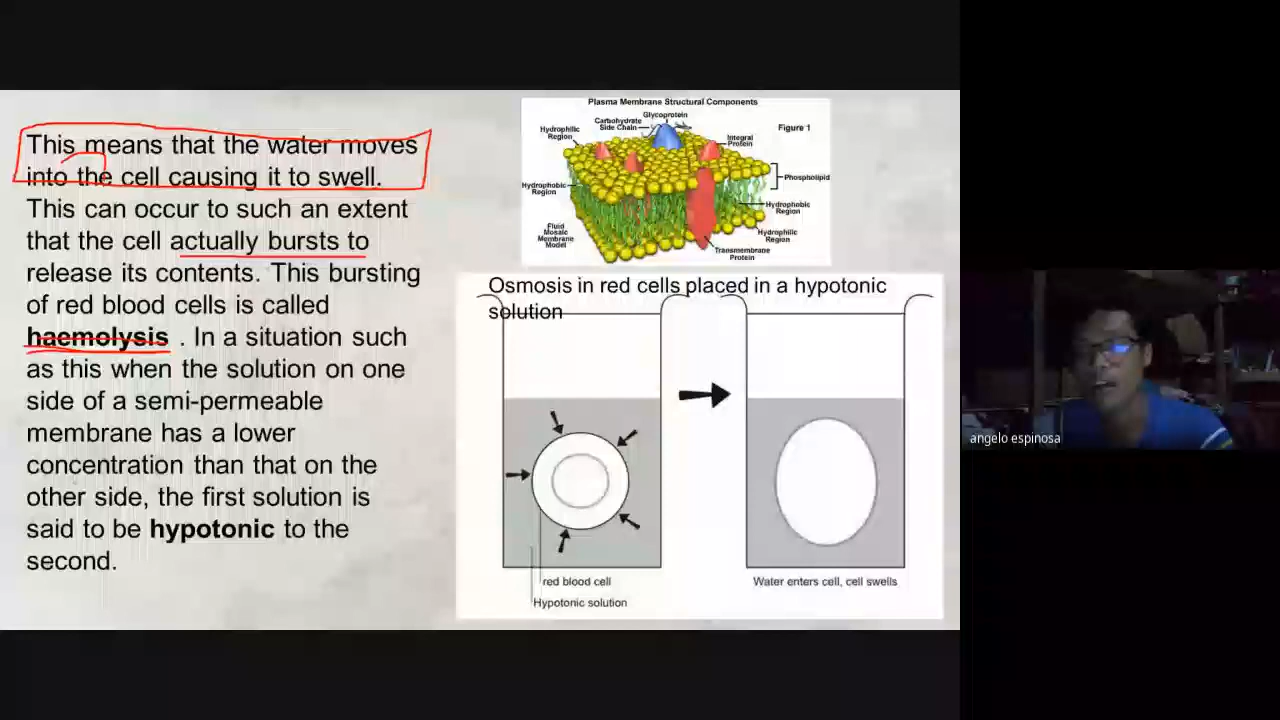 This means that the water moves
into the cell causing it to swell.
This can occur to such an extent
that the cell actually bursts to
release its contents. This bursting
of red blood cells is called
haemolysis . In a situation such
as this when the solution on one
side of a semi-permeable
membrane has a lower
concentration than that on the
other side, the first solution is
said to be hypotonic to the
second.
Plasma Membrane Structural Components
Glycoprotein
Carbohydrate
Side Chain
Hydrophilic
Region
Figure 1
Integral
Protein
Phospholipid
Hydrophobic
Region
Hydrophobic
Region
Fluid
Mosaic
Membrane
Model
Hydrophilic
Region
Transmembrane
Protein
Osmosis in red cells placed in a hypotonic
solution
red blood cell
Hypotonic solution
Water enters cell, cell swells
angelo espinosa